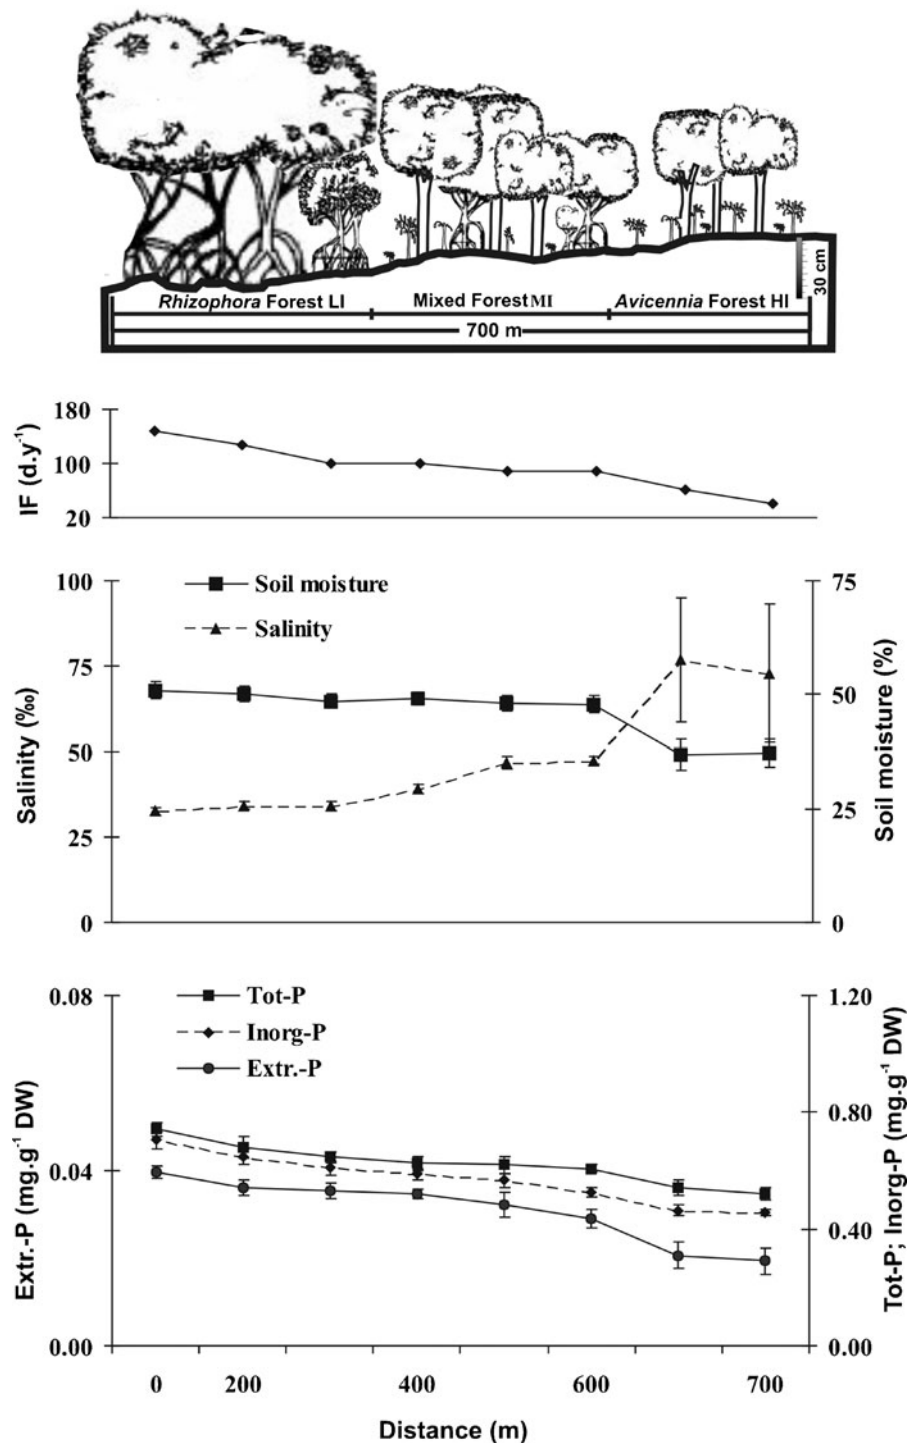 30 cm
Rhizophora Forest LI Mixed Forest MI Avicennia Forest HI
700 m
IF (d.y⁻¹)
180
100
20
Soil moisture
Salinity
Salinity (‰)
100
75
50
25
0
Soil moisture (%)
75
50
25
0
Tot-P
Inorg-P
Extr.-P
Extr.-P (mg.g⁻¹ DW)
0.08
0.04
0.00
Tot-P; Inorg-P (mg.g⁻¹ DW)
1.20
0.80
0.40
0.00
0 200 400 600 700
Distance (m)